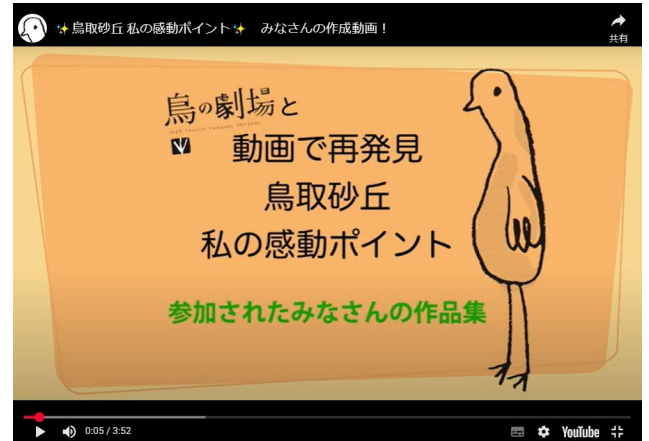 ✨鳥取砂丘 私の感動ポイント✨ みなさんの作成動画！
共有
鳥の劇場と
動画で再発見
鳥取砂丘
私の感動ポイント
参加されたみなさんの作品集
0:05 / 3:52
YouTube